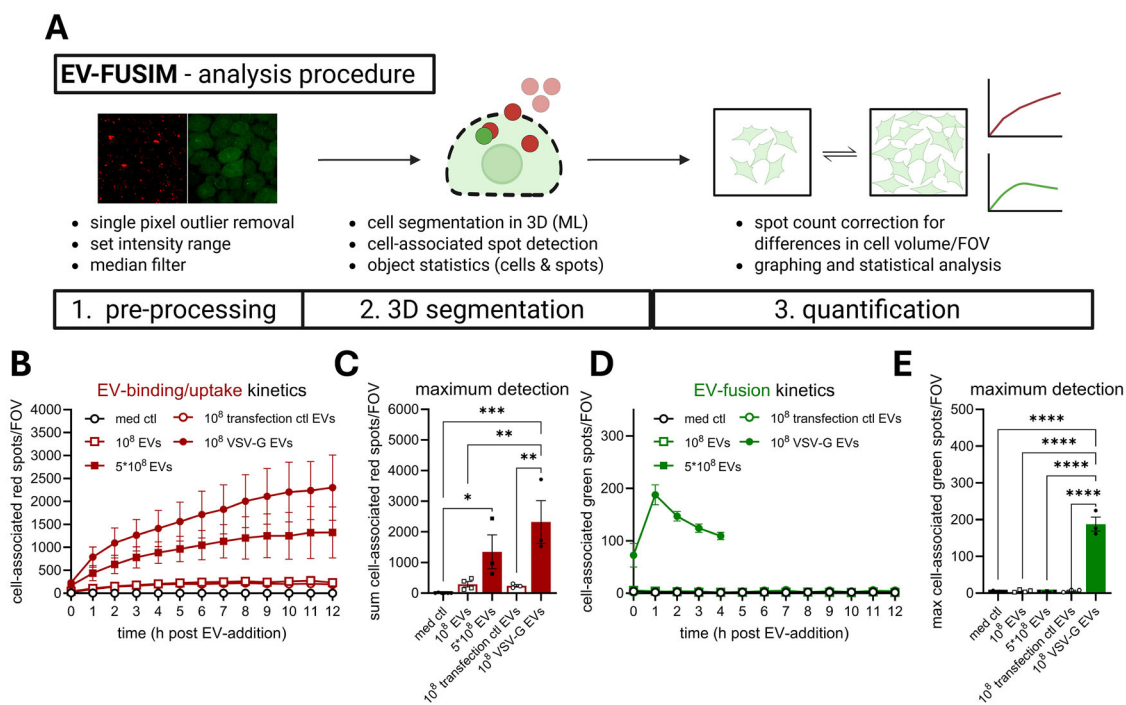 A
EV-FUSIM - analysis procedure
• single pixel outlier removal
• set intensity range
• median filter
• cell segmentation in 3D (ML)
• cell-associated spot detection
• object statistics (cells & spots)
• spot count correction for
differences in cell volume/FOV
• graphing and statistical analysis
1. pre-processing
2. 3D segmentation
3. quantification
B
EV-binding/uptake kinetics
cell-associated red spots/FOV
4000
3500
3000
2500
2000
1500
1000
500
0
med ctl
10⁸ EVs
5*10⁸ EVs
10⁸ transfection ctl EVs
10⁸ VSV-G EVs
0 1 2 3 4 5 6 7 8 9 10 11 12
time (h post EV-addition)
C
maximum detection
sum cell-associated red spots/FOV
6000
5000
4000
3000
2000
1000
0
***
**
**
*
med ctl
10⁸ EVs
5*10⁸ EVs
10⁸ transfection ctl EVs
10⁸ VSV-G EVs
D
EV-fusion kinetics
cell-associated green spots/FOV
300
200
100
0
med ctl
10⁸ EVs
5*10⁸ EVs
10⁸ transfection ctl EVs
10⁸ VSV-G EVs
0 1 2 3 4 5 6 7 8 9 10 11 12
time (h post EV-addition)
E
maximum detection
max cell-associated green spots/FOV
500
400
300
200
100
0
****
****
****
****
med ctl
10⁸ EVs
5*10⁸ EVs
10⁸ transfection ctl EVs
10⁸ VSV-G EVs